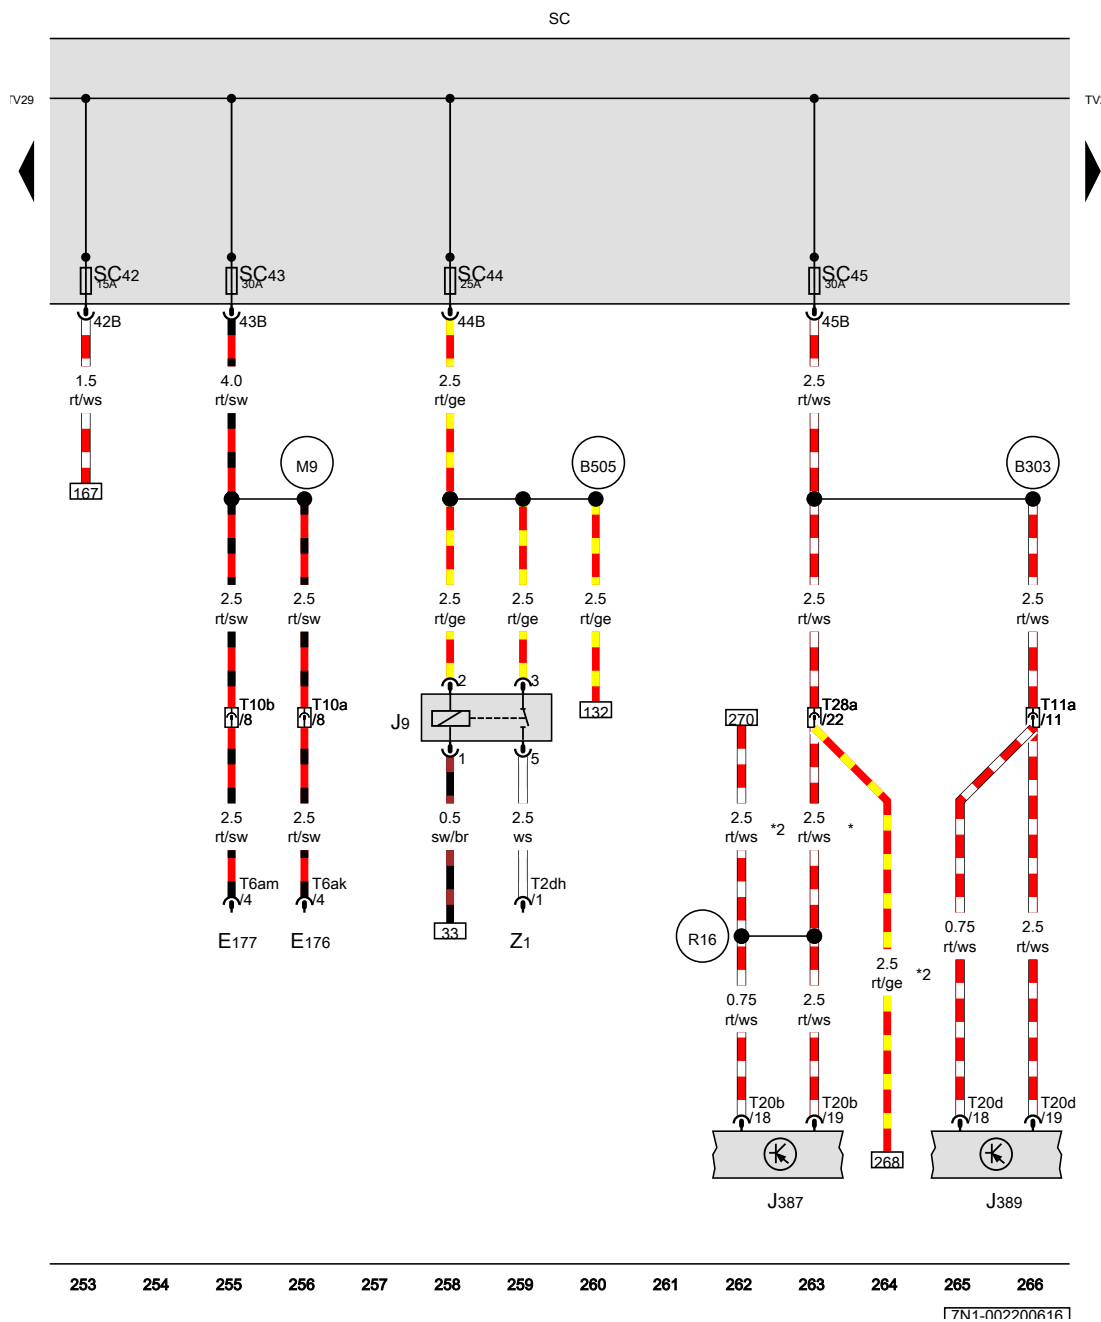 SC
TV29
SC42 SC43 SC44 SC45
15A 30A 25A 30A
42B 43B 44B 45B
1.5 4.0 2.5 2.5
rt/ws rt/sw rt/ge rt/ws
M9 B505 B303
167
2.5 2.5 2.5 2.5 2.5 2.5 2.5
rt/sw rt/sw rt/ge rt/ge rt/ge rt/ws rt/ws
2 3
T10b T10a T28a T11a
/8 /8 /22 /11
J9 132 270
1 5
2.5 2.5 0.5 2.5 2.5 *2 2.5 *
rt/sw rt/sw sw/br ws rt/ws rt/ws
T6am T6ak T2dh
/4 /4 /1
33
E177 E176 Z1 R16
0.75 2.5
rt/ws rt/ws
2.5
rt/ge *2
0.75 2.5
rt/ws rt/ws
T20b T20b T20d T20d
/18 /19 /18 /19
268
J387 J389
253 254 255 256 257 258 259 260 261 262 263 264 265 266
7N1-002200616